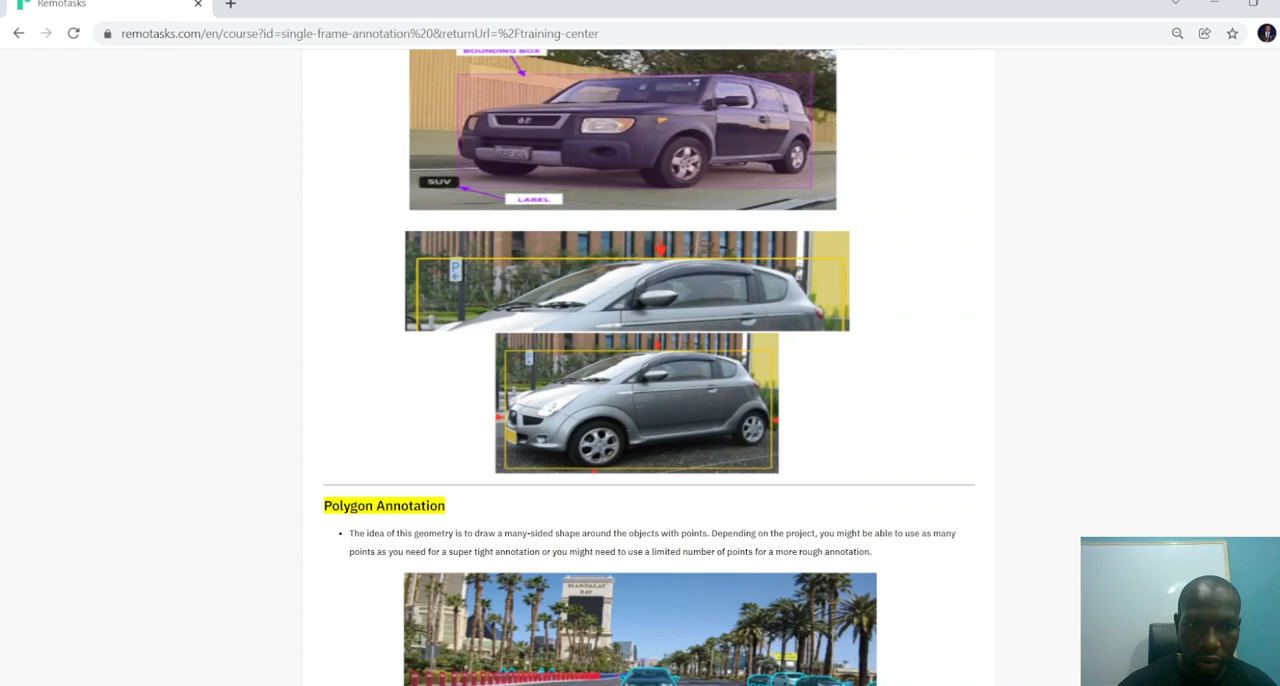 Remotasks
remotasks.com/en/course?id=single-frame-annotation%20&returnUrl=%2Ftraining-center
BOUNDING BOX
SUV
LABEL
P
P
Polygon Annotation
• The idea of this geometry is to draw a many-sided shape around the objects with points. Depending on the project, you might be able to use as many
points as you need for a super tight annotation or you might need to use a limited number of points for a more rough annotation.
MANDALAY
BAY